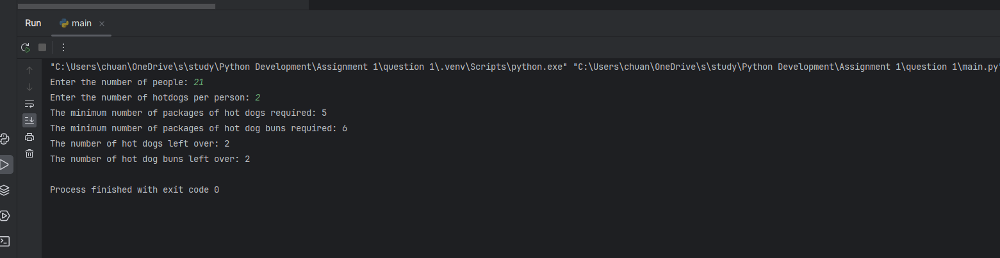 Run main
"C:\Users\chuan\OneDrive\s\study\Python Development\Assignment 1\question 1\.venv\Scripts\python.exe" "C:\Users\chuan\OneDrive\s\study\Python Development\Assignment 1\question 1\main.py"
Enter the number of people: 21
Enter the number of hotdogs per person: 2
The minimum number of packages of hot dogs required: 5
The minimum number of packages of hot dog buns required: 6
The number of hot dogs left over: 2
The number of hot dog buns left over: 2
Process finished with exit code 0